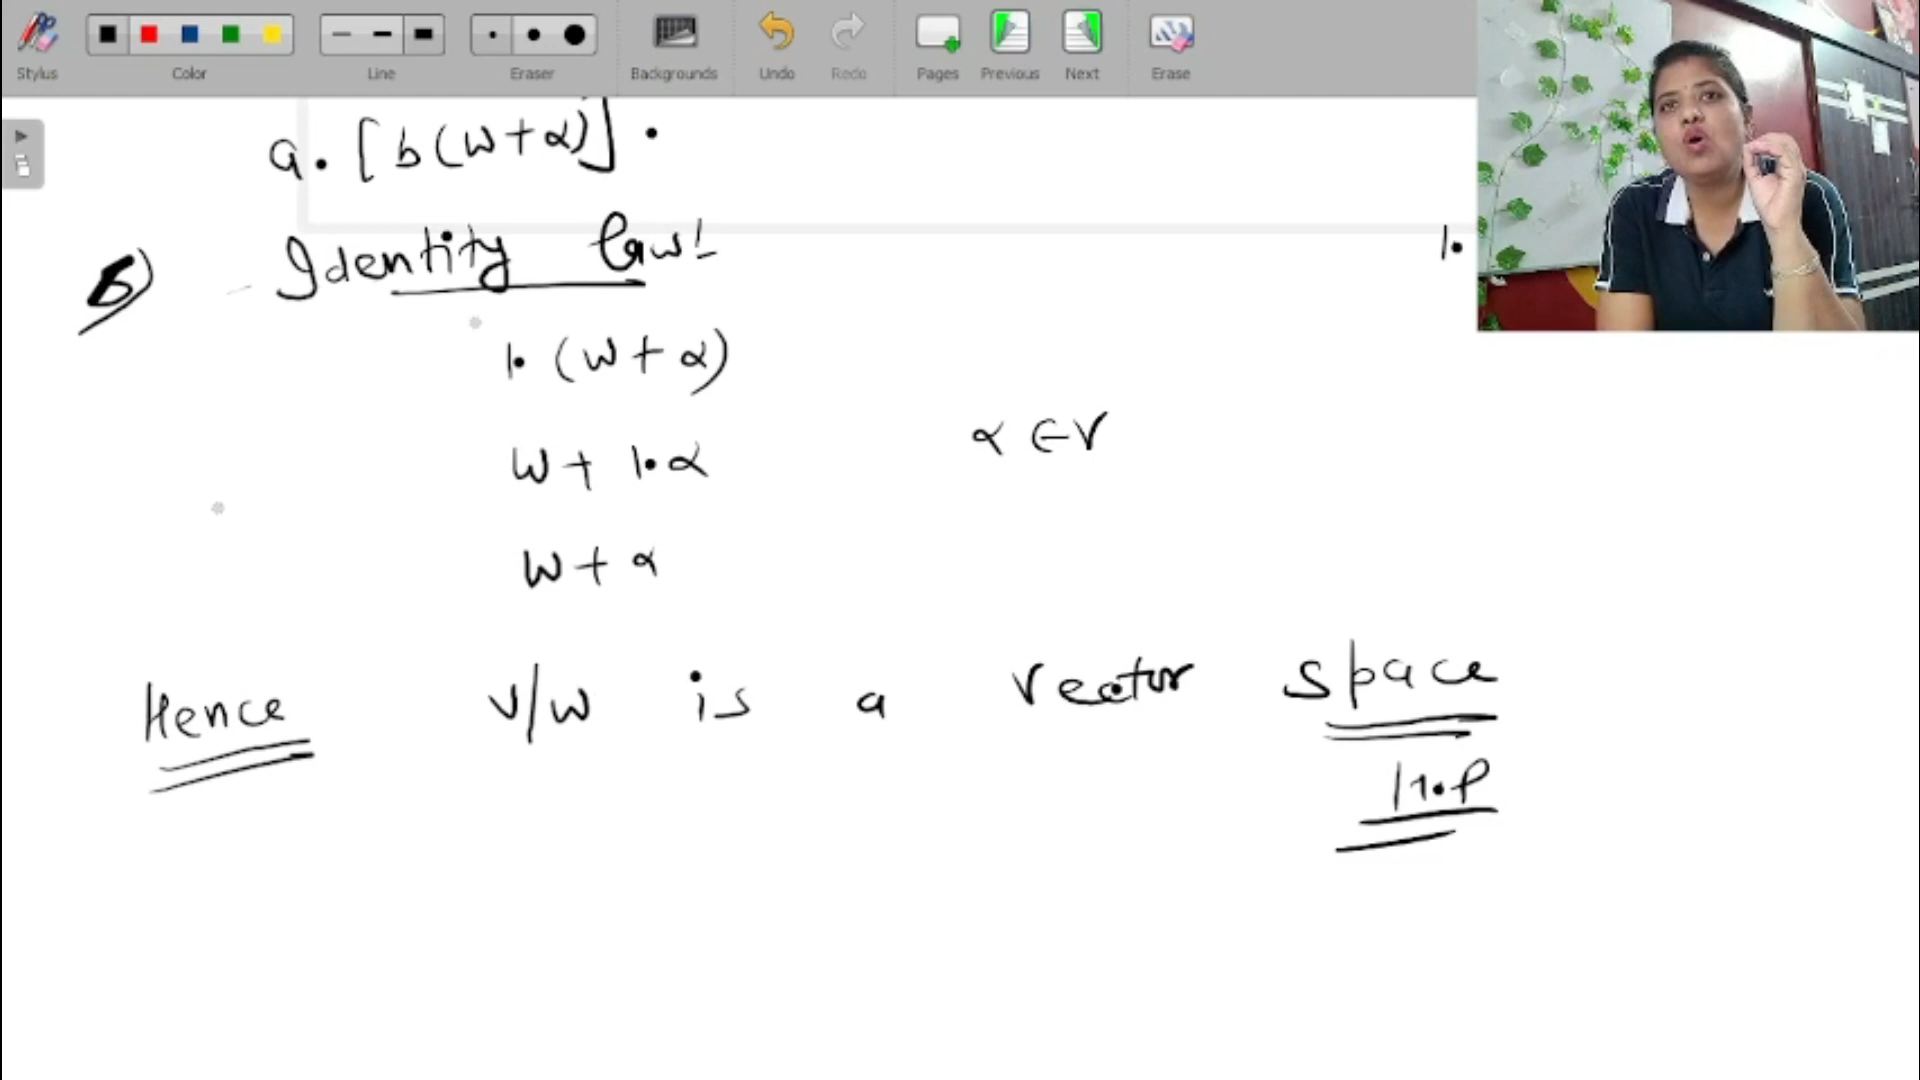 Stylus Color Line Eraser Backgrounds Undo Redo Pages Previous Next Erase
a. [b(w+α)].
5) Identity law:
1.
1. (w + α)
w + 1.α α ∈ V
w + α
Hence V/W is a vector space
H.P